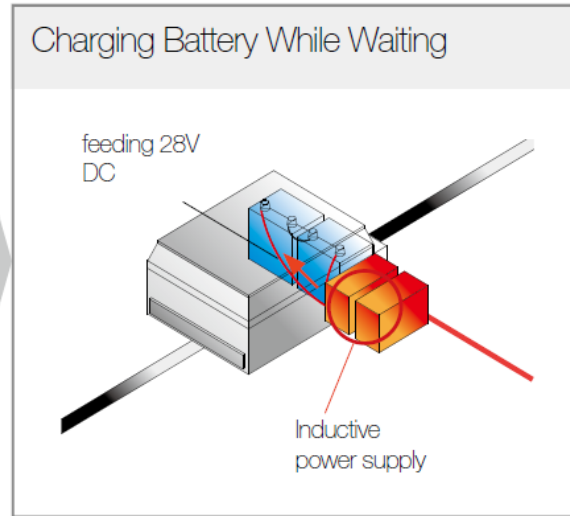 Charging Battery While Waiting
feeding 28V
DC
Inductive
power supply